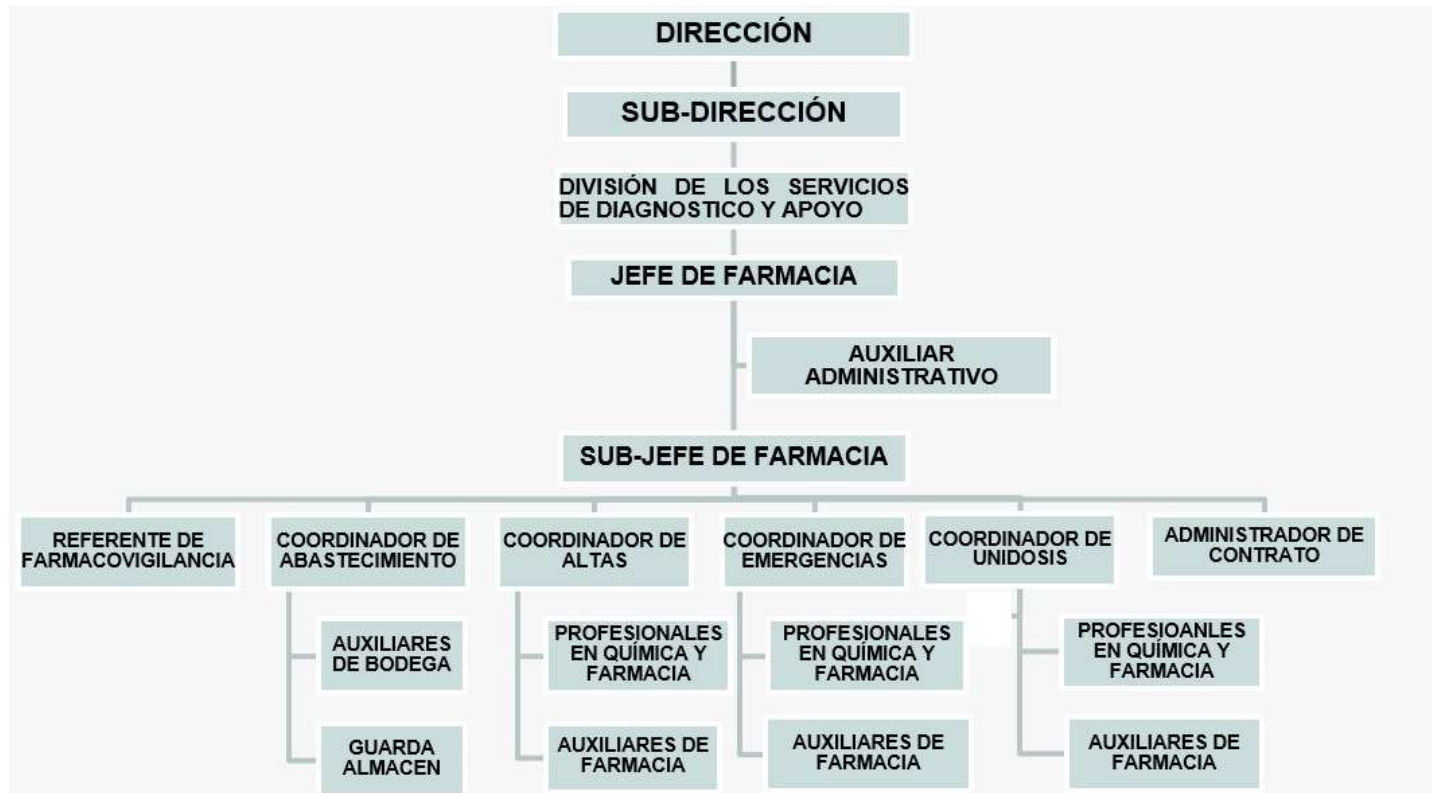 DIRECCIÓN
SUB-DIRECCIÓN
DIVISIÓN DE LOS SERVICIOS
DE DIAGNOSTICO Y APOYO
JEFE DE FARMACIA
AUXILIAR
ADMINISTRATIVO
SUB-JEFE DE FARMACIA
REFERENTE DE
FARMACOVIGILANCIA
COORDINADOR DE
ABASTECIMIENTO
COORDINADOR DE
ALTAS
COORDINADOR DE
EMERGENCIAS
COORDINADOR DE
UNIDOSIS
ADMINISTRADOR DE
CONTRATO
AUXILIARES
DE BODEGA
PROFESIONALES
EN QUÍMICA Y
FARMACIA
PROFESIONALES
EN QUÍMICA Y
FARMACIA
PROFESIOANLES
EN QUÍMICA Y
FARMACIA
GUARDA
ALMACEN
AUXILIARES DE
FARMACIA
AUXILIARES DE
FARMACIA
AUXILIARES DE
FARMACIA